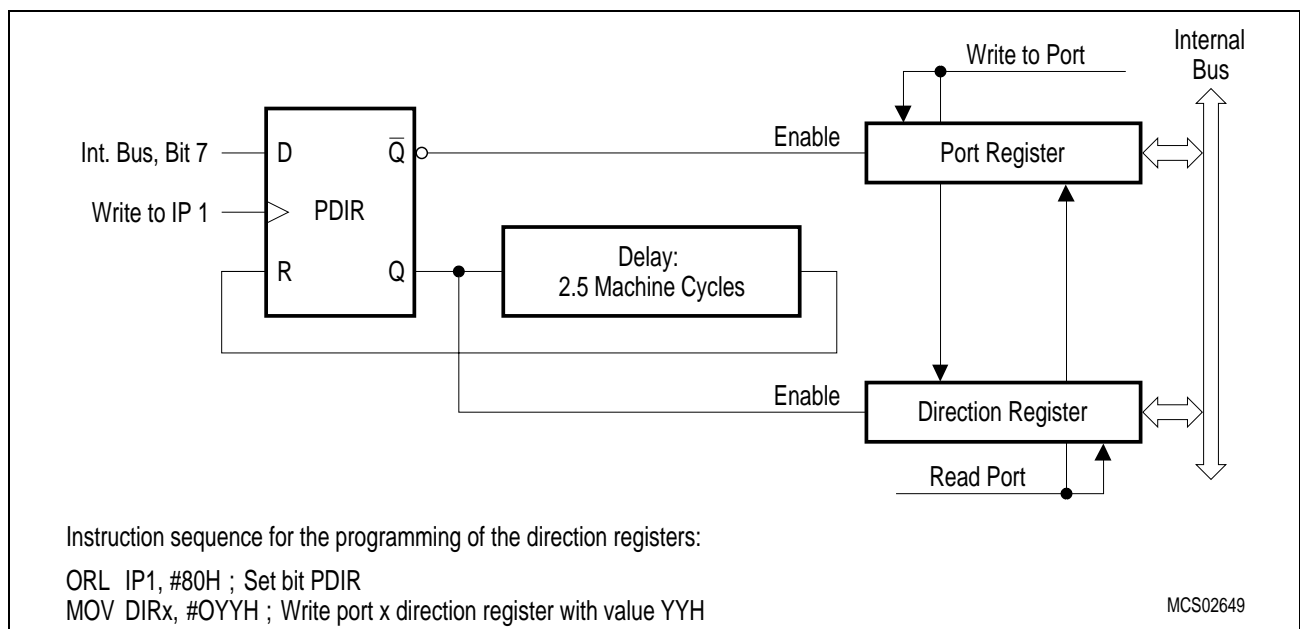 Write to Port
Internal
Bus
Int. Bus, Bit 7
D
Q̅
Enable
Port Register
Write to IP 1
PDIR
R
Q
Delay:
2.5 Machine Cycles
Enable
Direction Register
Read Port
Instruction sequence for the programming of the direction registers:
ORL IP1, #80H ; Set bit PDIR
MOV DIRx, #OYYH ; Write port x direction register with value YYH
MCS02649